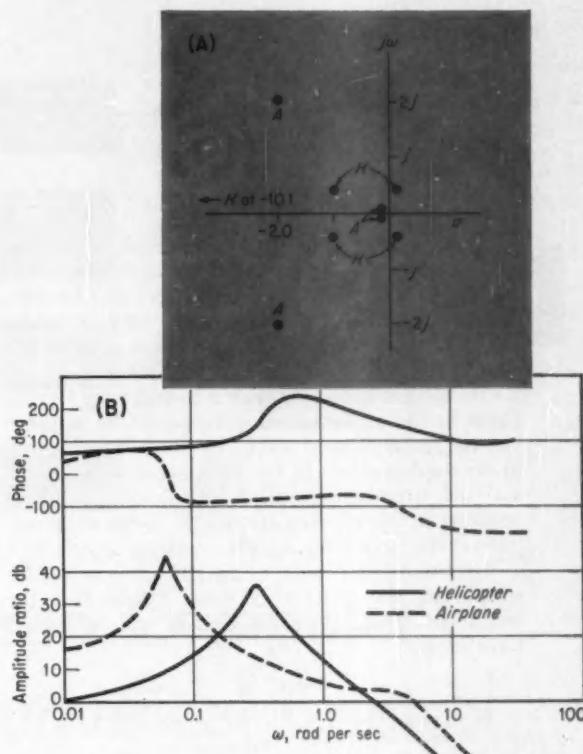 (A)
jω
A
2j
j
H
H at -10.1
A
-2.0
σ
H
-j
A
-2j
(B)
200
100
0
-100
Phase, deg
40
30
20
10
0
Amplitude ratio, db
Helicopter
Airplane
0.01
0.1
1.0
10
100
ω, rad per sec